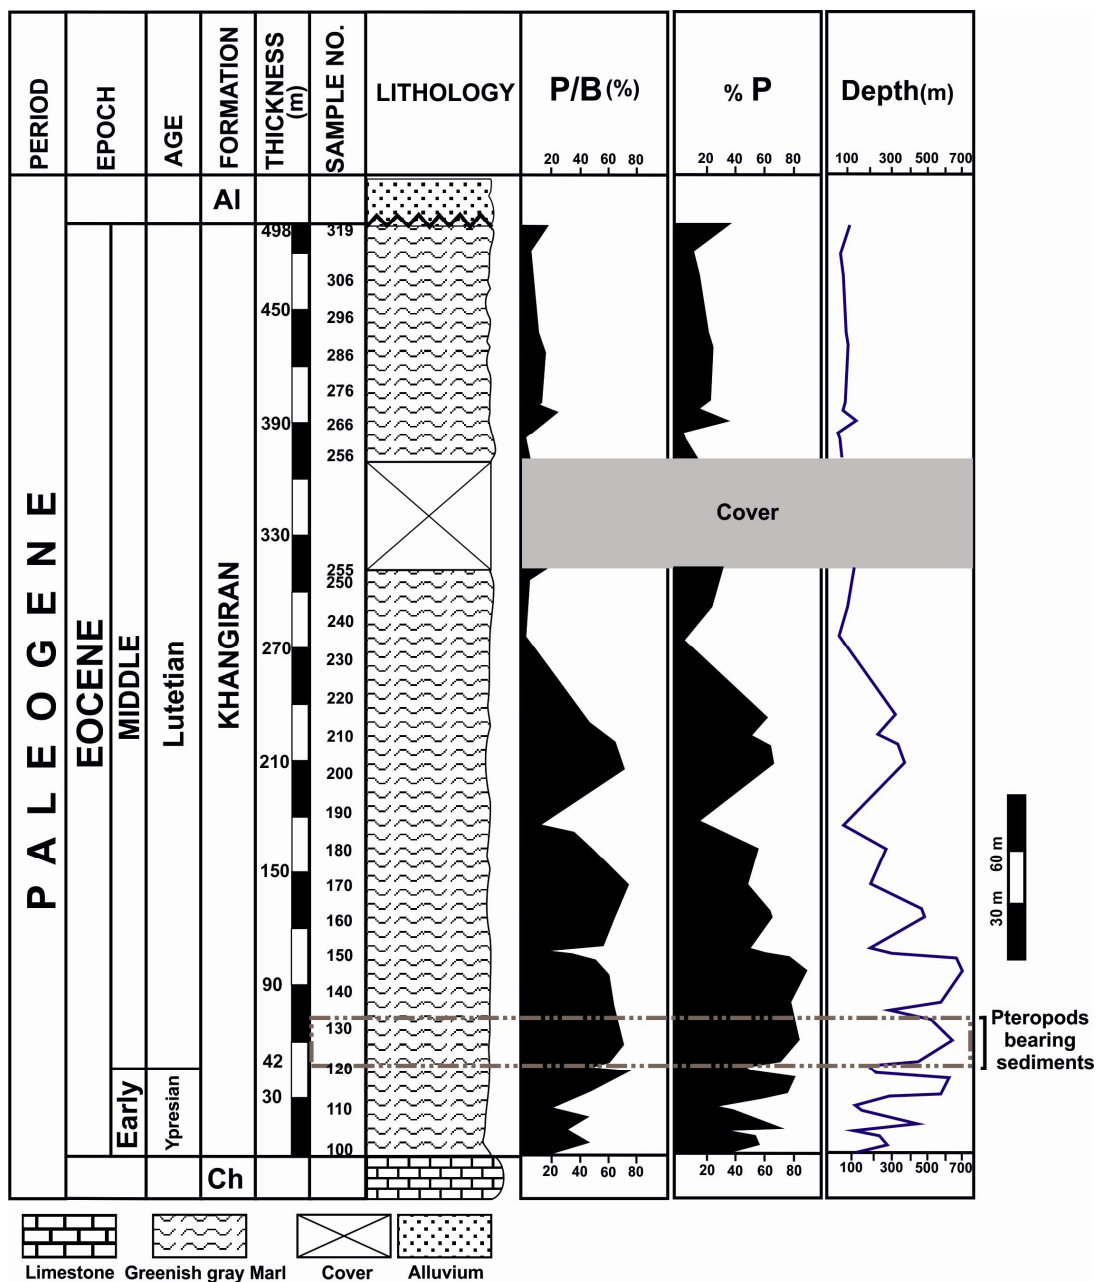 PERIOD
EPOCH
AGE
FORMATION
THICKNESS
(m)
SAMPLE NO.
LITHOLOGY
P/B (%)
% P
Depth(m)
20 40 60 80
20 40 60 80
100 300 500 700
Al
498 319
306
450
296
286
276
390 266
256
Cover
330
255
250
240
270
230
220
210
210
200
190
180
150
170
160
150
90
140
130
42
120
30
110
100
PALEOGENE
EOCENE
MIDDLE
Early
Lutetian
Ypresian
KHANGIRAN
60 m
30 m
Pteropods
bearing
sediments
Ch
20 40 60 80
20 40 60 80
100 300 500 700
Limestone Greenish gray Marl Cover Alluvium